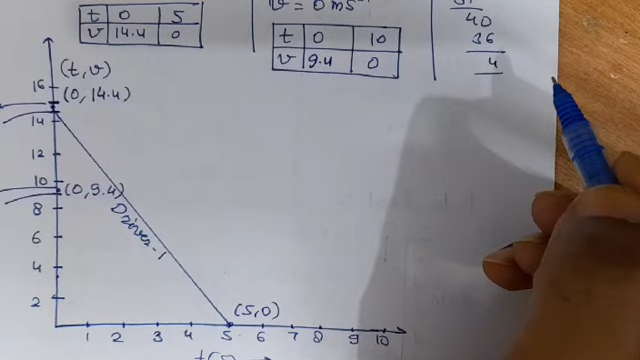 t 0 5
v 14.4 0
v = 0 ms⁻¹
t 0 10
v 9.4 0
40
36
4
(t, v)
16
(0, 14.4)
14
12
10
(0, 9.4)
8
Driver-1
6
4
2
(5, 0)
1 2 3 4 5 6 7 8 9 10